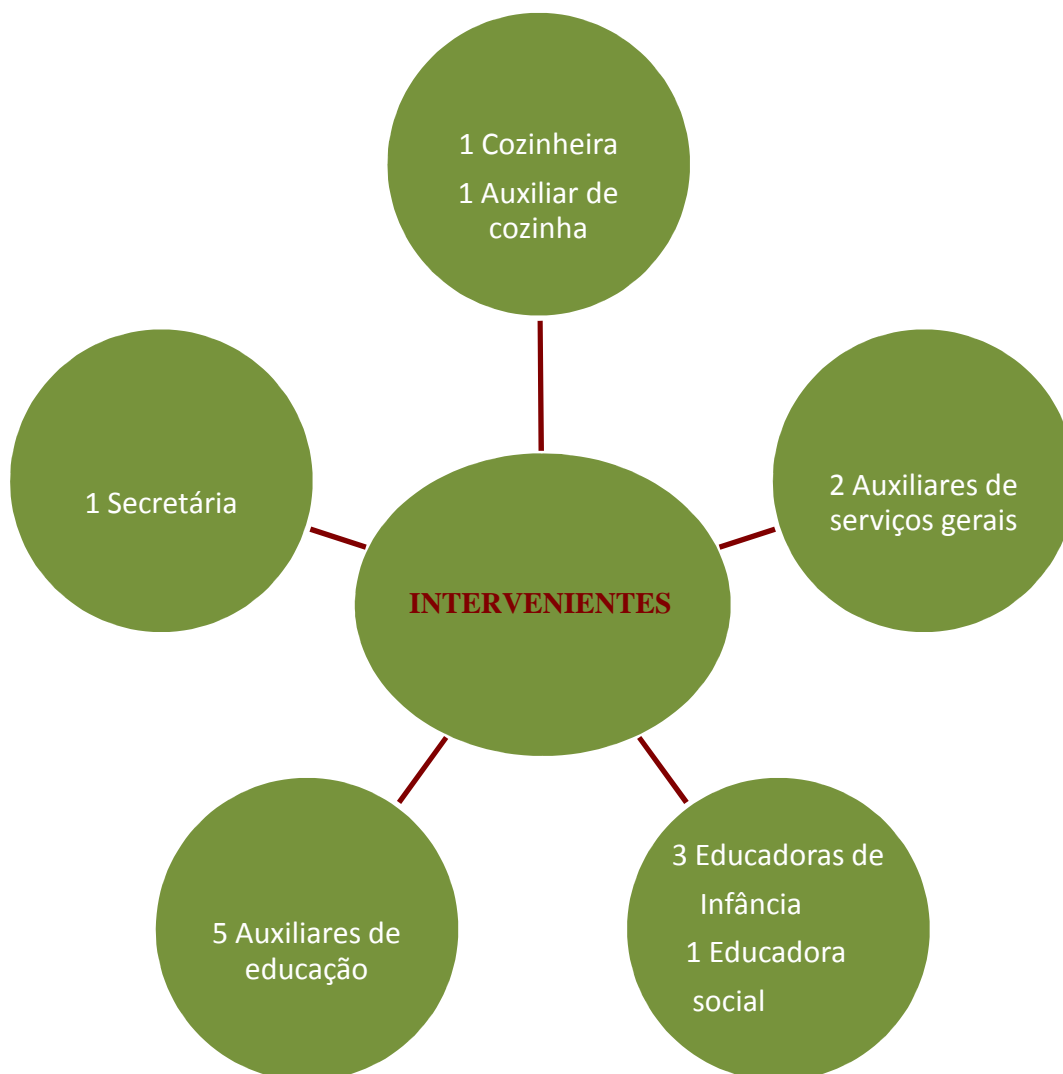 1 Cozinheira
1 Auxiliar de
cozinha
1 Secretária
2 Auxiliares de
serviços gerais
INTERVENIENTES
5 Auxiliares de
educação
3 Educadoras de
Infância
1 Educadora
social